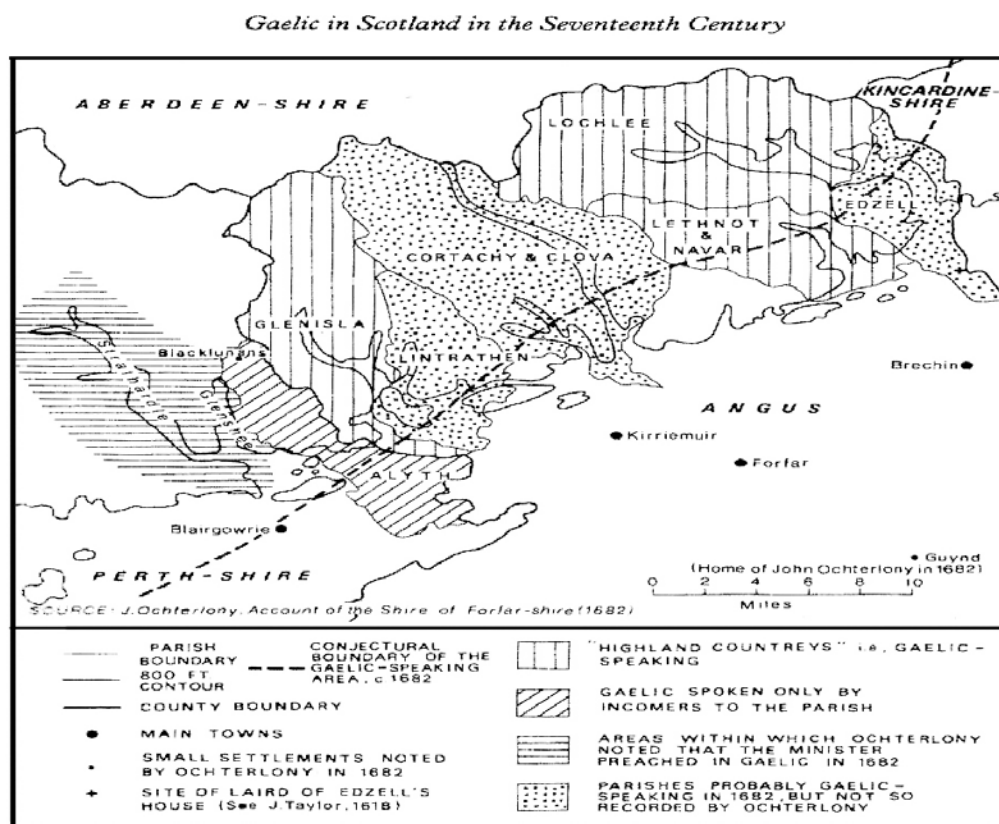 Gaelic in Scotland in the Seventeenth Century
ABERDEEN-SHIRE
KINCARDINE-
SHIRE
LOCHLEE
EDZELL
LETHNOT
&
NAVAR
CORTACHY & CLOVA
GLENISLA
LINTRATHEN
Blacklunans
Strathardle
Glenshee
Brechin
ANGUS
Kirriemuir
Forfar
ALYTH
Blairgowrie
Guynd
(Home of John Ochterlony in 1682)
PERTH-SHIRE
0 2 4 6 8 10
Miles
SOURCE: J.Ochterlony, Account of the Shire of Forfar-shire (1682)
PARISH
BOUNDARY
800 FT
CONTOUR
COUNTY BOUNDARY
MAIN TOWNS
SMALL SETTLEMENTS NOTED
BY OCHTERLONY IN 1682
SITE OF LAIRD OF EDZELL'S
HOUSE (See J.Taylor, 1618)
CONJECTURAL
BOUNDARY OF THE
GAELIC-SPEAKING
AREA, c 1682
"HIGHLAND COUNTREYS" i.e. GAELIC-
SPEAKING
GAELIC SPOKEN ONLY BY
INCOMERS TO THE PARISH
AREAS WITHIN WHICH OCHTERLONY
NOTED THAT THE MINISTER
PREACHED IN GAELIC IN 1682
PARISHES PROBABLY GAELIC-
SPEAKING IN 1682, BUT NOT SO
RECORDED BY OCHTERLONY